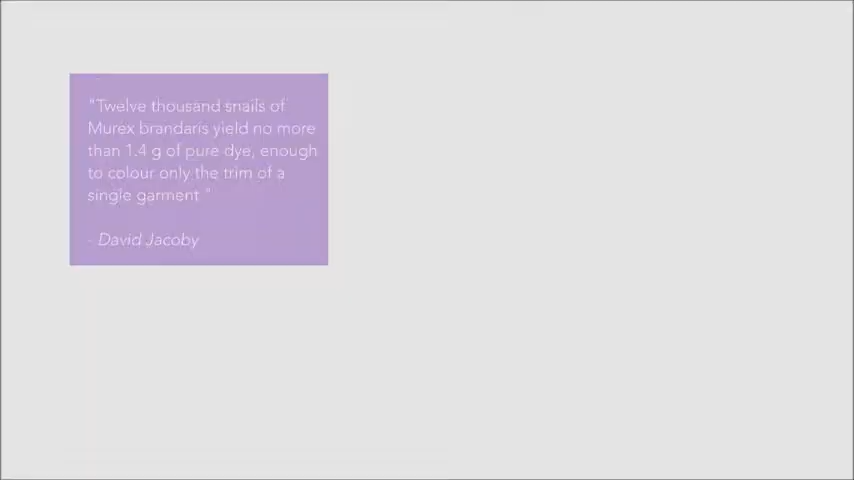 "Twelve thousand snails of
Murex brandaris yield no more
than 1.4 g of pure dye, enough
to colour only the trim of a
single garment "
- David Jacoby